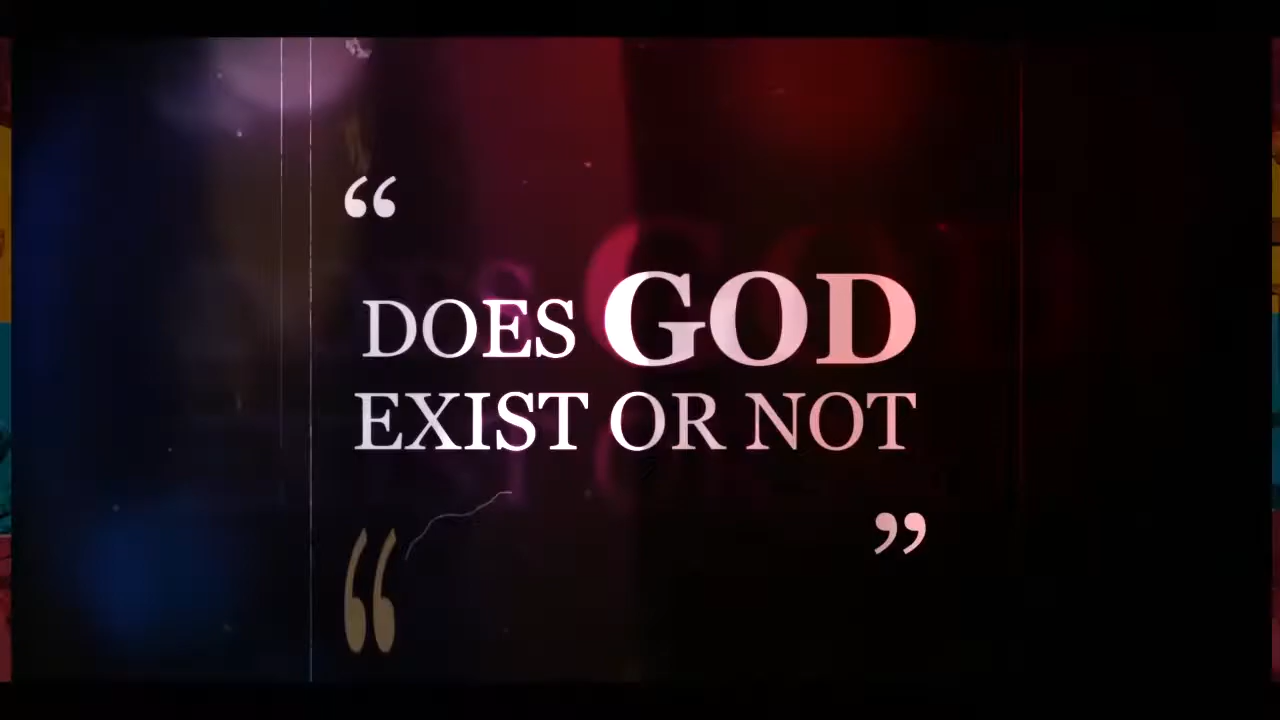 “
DOES GOD
EXIST OR NOT
”
“